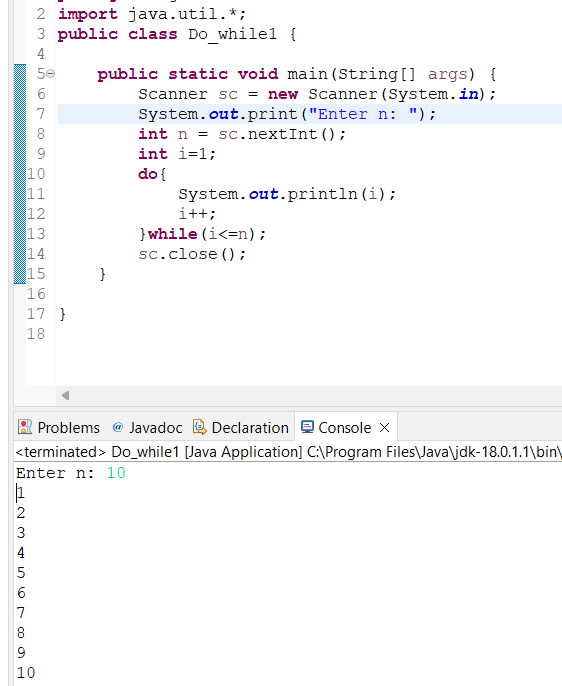 2 import java.util.*;
3 public class Do_while1 {
4
5 public static void main(String[] args) {
6 Scanner sc = new Scanner(System.in);
7 System.out.print("Enter n: ");
8 int n = sc.nextInt();
9 int i=1;
10 do{
11 System.out.println(i);
12 i++;
13 }while(i<=n);
14 sc.close();
15 }
16
17 }
18
Problems @ Javadoc Declaration Console
<terminated> Do_while1 [Java Application] C:\Program Files\Java\jdk-18.0.1.1\bin\
Enter n: 10
1
2
3
4
5
6
7
8
9
10